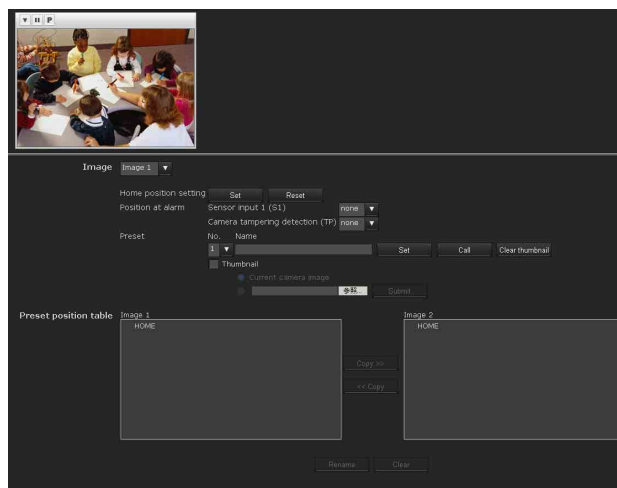 P
Image Image 1
Home position setting Set Reset
Position at alarm Sensor input 1 (S1) none
Camera tampering detection (TP) none
Preset No. Name
1 Set Call Clear thumbnail
Thumbnail
Current camera image
参照... Submit
Preset position table Image 1 Image 2
HOME HOME
Copy >>
<< Copy
Rename Clear